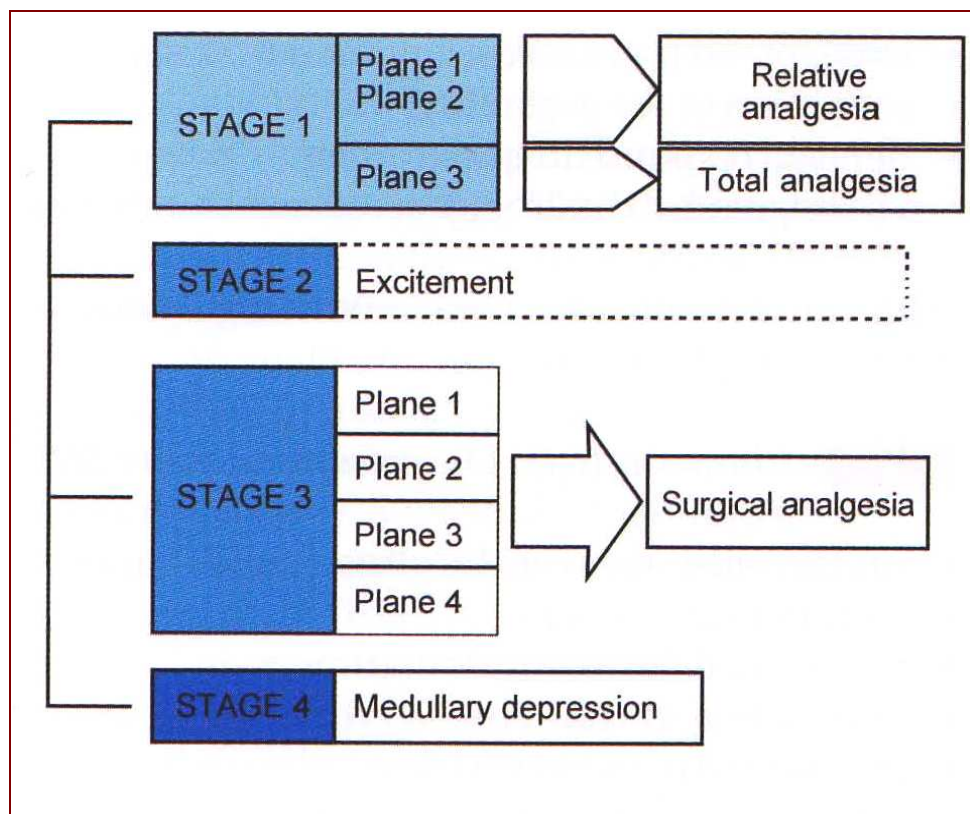 STAGE 1
Plane 1
Plane 2
Plane 3
Relative
analgesia
Total analgesia
STAGE 2
Excitement
STAGE 3
Plane 1
Plane 2
Plane 3
Plane 4
Surgical analgesia
STAGE 4
Medullary depression